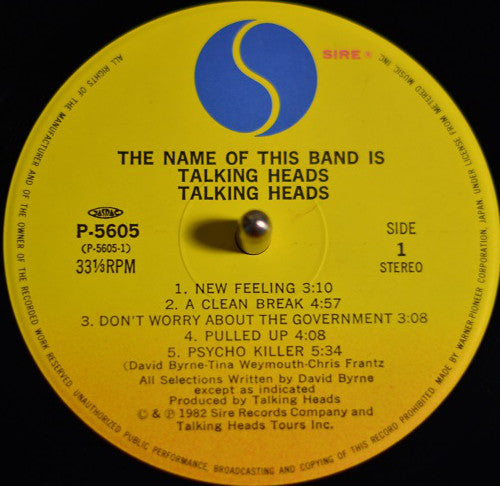 SIRE ®
THE NAME OF THIS BAND IS
TALKING HEADS
TALKING HEADS
JASRAC
P-5605
(P-5605-1)
33⅓RPM
SIDE
1
STEREO
1. NEW FEELING 3:10
2. A CLEAN BREAK 4:57
3. DON'T WORRY ABOUT THE GOVERNMENT 3:08
4. PULLED UP 4:08
5. PSYCHO KILLER 5:34
(David Byrne-Tina Weymouth-Chris Frantz
All Selections Written by David Byrne
except as indicated
Produced by Talking Heads
© & ℗ 1982 Sire Records Company and
Talking Heads Tours Inc.
ALL RIGHTS OF THE MANUFACTURER AND OF THE OWNER OF THE RECORDED WORK RESERVED. UNAUTHORIZED PUBLIC PERFORMANCE, BROADCASTING AND COPYING OF THIS RECORD PROHIBITED. MADE BY WARNER-PIONEER CORPORATION, JAPAN, UNDER LICENSE FROM METERED MUSIC, INC.